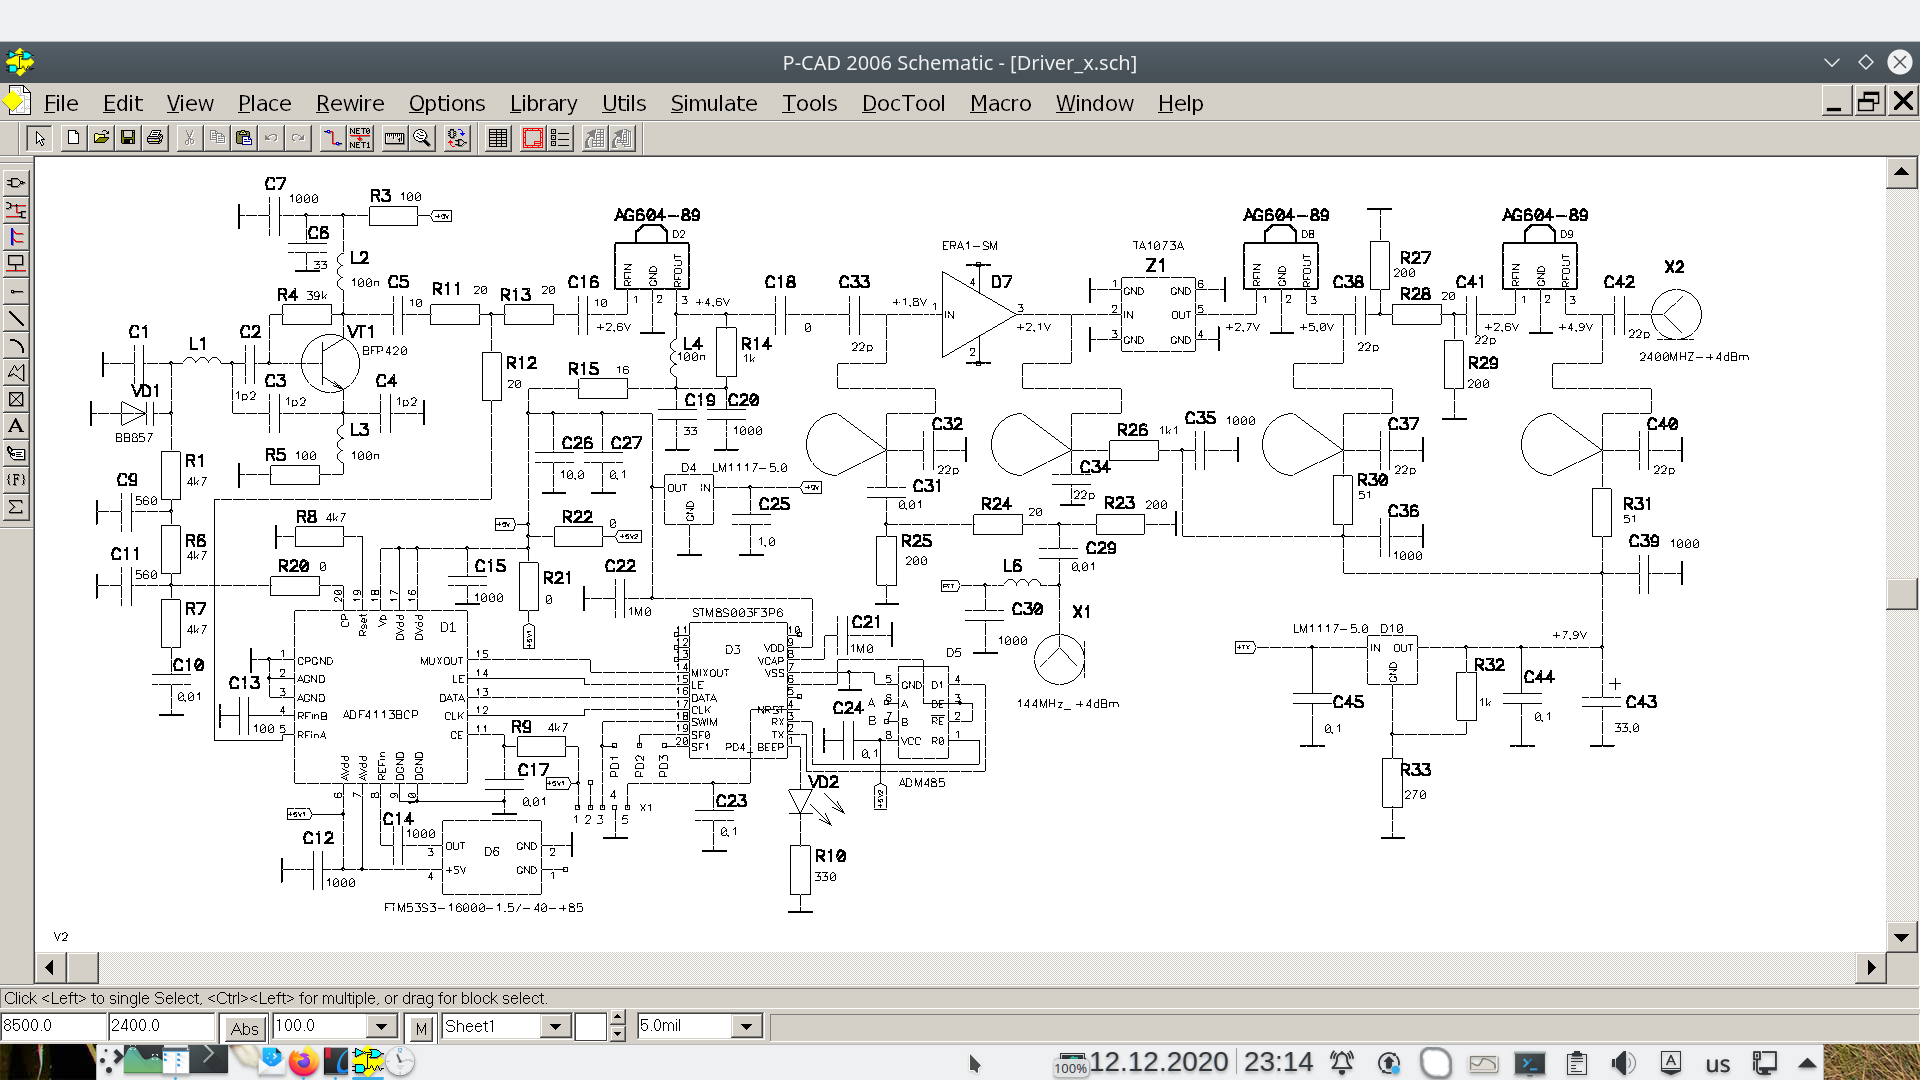 P-CAD 2006 Schematic - [Driver_x.sch]
File Edit View Place Rewire Options Library Utils Simulate Tools DocTool Macro Window Help
NET0
NET1
C7 1000
R3 100
+5V
C6
33
L2
100n
R4 39k
C5
10
R11 20
R13 20
C16
10
+2.6V
AG604-89
D2
RFIN
GND
RFOUT
1 2 3
+4.6V
C18
0
C33
22p
ERA1-SM
D7
+1.8V
1 IN
4
2
3
+2.1V
TA1073A
Z1
1 GND GND 6
2 IN OUT 5
3 GND GND 4
+2.7V
AG604-89
D8
RFIN
GND
RFOUT
1 2 3
+5.0V
C38
22p
R27
200
R28 20
C41
22p
+2.6V
R29
200
AG604-89
D9
RFIN
GND
RFOUT
1 2 3
+4.9V
C42
22p
X2
2400MHZ-+4dBm
C1
L1
C2
1p2
VT1
BFP420
C3
1p2
C4
1p2
VD1
BB857
L3
100n
R5 100
R1
4k7
C9
560
R6
4k7
C11
560
R7
4k7
C10
0,01
R12
20
R15 16
L4
100n
R14
1k
C19
33
C20
1000
C26
10,0
C27
0,1
D4 LM1117-5.0
OUT IN
GND
C25
1,0
R8 4k7
R20 0
R22 0
+5V2
R21
0
+5V1
C15
1000
C22
1M0
C32
22p
C31
0,01
R24 20
R23 200
R25
200
C29
0,01
L6
C30
1000
X1
144MHz_ +4dBm
R26 1k1
C34
22p
C35 1000
C37
22p
R30
51
C36
1000
C40
22p
R31
51
C39 1000
20 19 18 17 16
CP
Rset
Vp
DVdd
DVdd
D1
1 CPGND
2 AGND
3 AGND
4 RFinB
5 RFinA
ADF4113BCP
MUXOUT 15
LE 14
DATA 13
CLK 12
CE 11
AVdd
AVdd
REFin
DGND
DGND
6 7 8 9 10
C13
100
R9 4k7
C17
0,01
+5V1
+5V1
C12
1000
C14
1000
3 OUT GND 2
D6
4 +5V GND 1
FTM53S3-16000-1.5/-40-+85
STM8S003F3P6
D3
11
12
13
14 MIXOUT
15 LE
16 DATA
17 CLK
18 SWIM
19 SF0
20 SF1
10
VDD 9
VCAP 8
VSS 7
6
5
NRST 4
RX 3
TX 2
PD4 BEEP 1
PD1
PD2
PD3
X1
1 2 3 4 5
C23
0,1
C21
1M0
C24
0,1
D5
5 GND D1 4
A 6 A DE 3
B 7 B RE 2
8 VCC R0 1
ADM485
+5V2
VD2
R10
330
LM1117-5.0 D10
IN OUT
GND
+7.9V
C45
0,1
R32
1k
C44
0,1
C43
33,0
R33
270
V2
Click <Left> to single Select, <Ctrl><Left> for multiple, or drag for block select.
8500.0 2400.0 Abs 100.0 M Sheet1 5.0mil
100% 12.12.2020 23:14 us